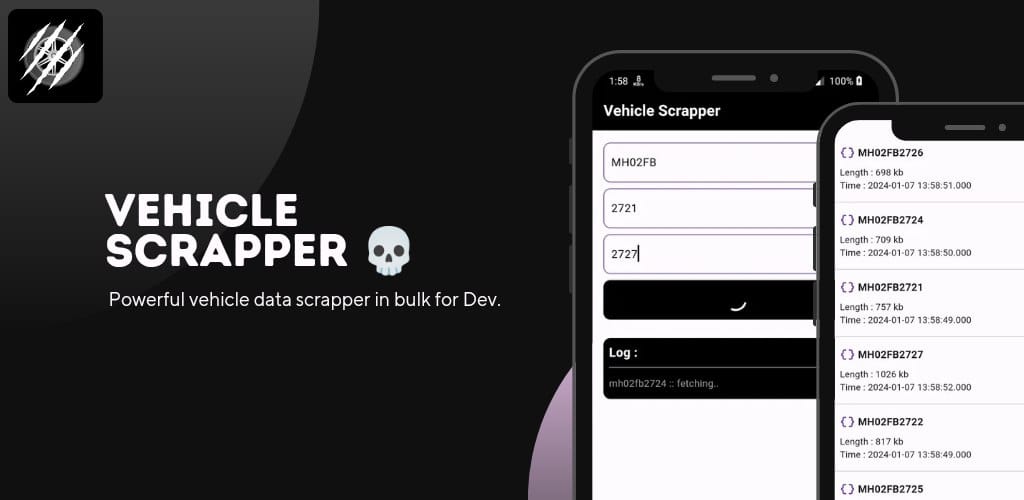 VEHICLE
SCRAPPER 💀
Powerful vehicle data scrapper in bulk for Dev.
1:58
100%
Vehicle Scrapper
MH02FB
2721
2727
Log :
mh02fb2724 :: fetching..
{} MH02FB2726
Length : 698 kb
Time : 2024-01-07 13:58:51.000
{} MH02FB2724
Length : 709 kb
Time : 2024-01-07 13:58:50.000
{} MH02FB2721
Length : 757 kb
Time : 2024-01-07 13:58:49.000
{} MH02FB2727
Length : 1026 kb
Time : 2024-01-07 13:58:52.000
{} MH02FB2722
Length : 817 kb
Time : 2024-01-07 13:58:49.000
{} MH02FB2725